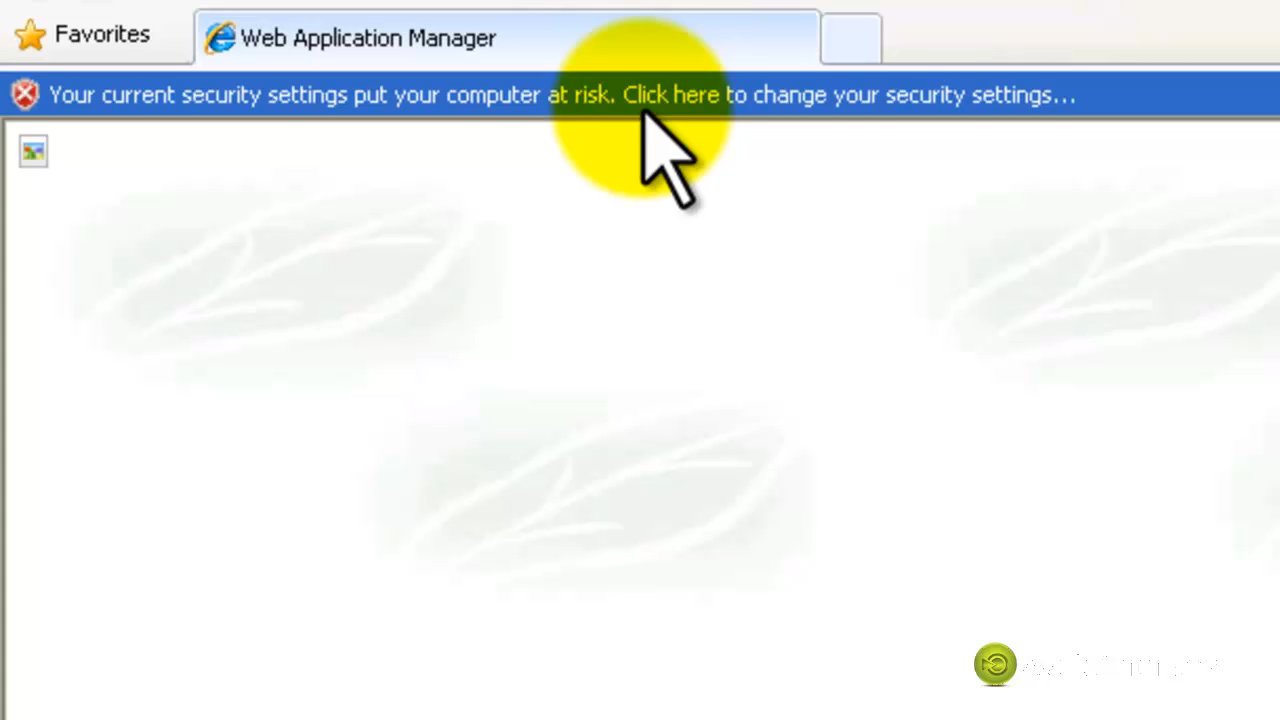 Favorites
Web Application Manager
Your current security settings put your computer at risk. Click here to change your security settings...